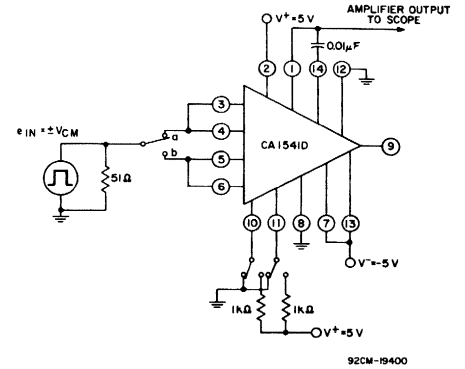 AMPLIFIER OUTPUT
TO SCOPE
V⁺=5V
0.01µF
2
1
14
12
3
e IN = ±V CM
4
a
CA1541D
9
b
5
51Ω
6
10
11
8
7
13
V⁻=-5V
1kΩ
1kΩ
V⁺=5V
92CM-19400